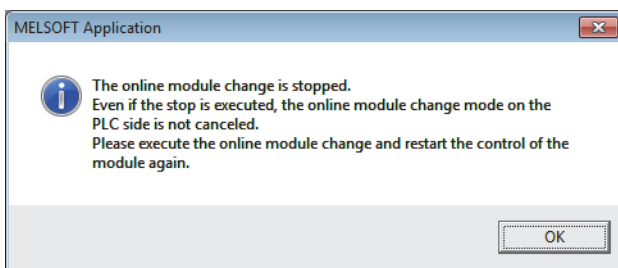 MELSOFT Application
The online module change is stopped.
Even if the stop is executed, the online module change mode on the
PLC side is not canceled.
Please execute the online module change and restart the control of the
module again.
OK